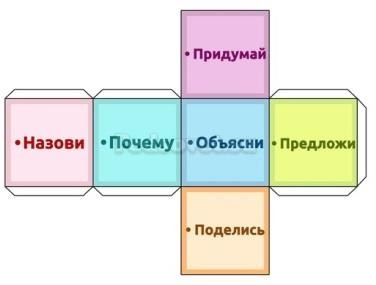 • Придумай
• Назови
• Почему
• Объясни
• Предложи
• Поделись